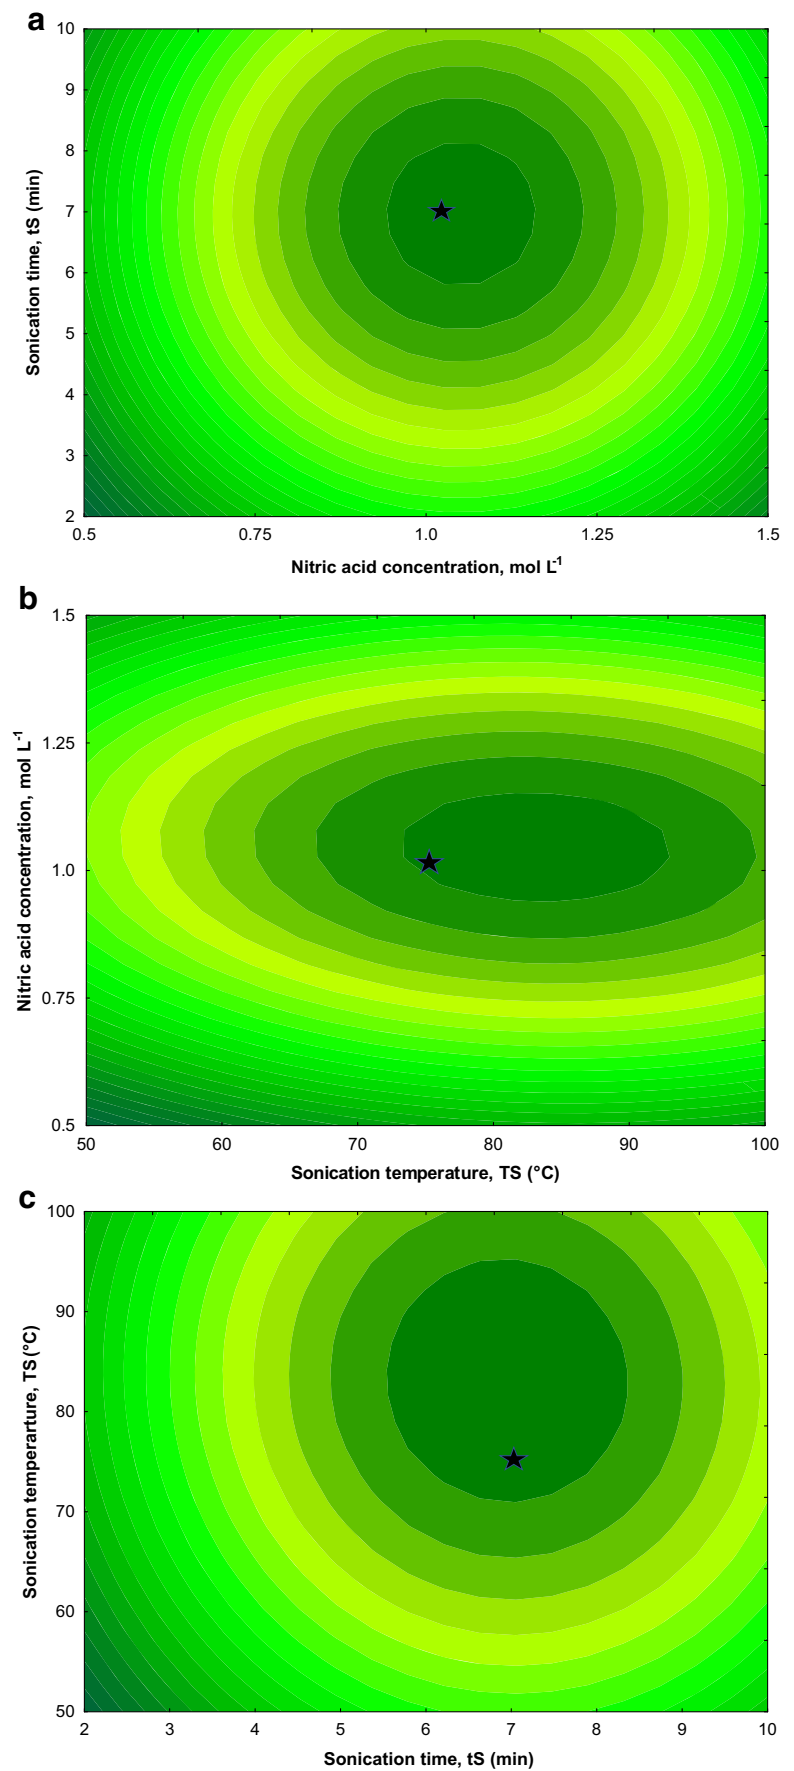 a
10
9
8
7
6
5
4
3
2
Sonication time, tS (min)
0.5 0.75 1.0 1.25 1.5
Nitric acid concentration, mol L-1
b
1.5
1.25
1.0
0.75
0.5
Nitric acid concentration, mol L-1
50 60 70 80 90 100
Sonication temperature, TS (°C)
c
100
90
80
70
60
50
Sonication temperarture, TS (°C)
2 3 4 5 6 7 8 9 10
Sonication time, tS (min)